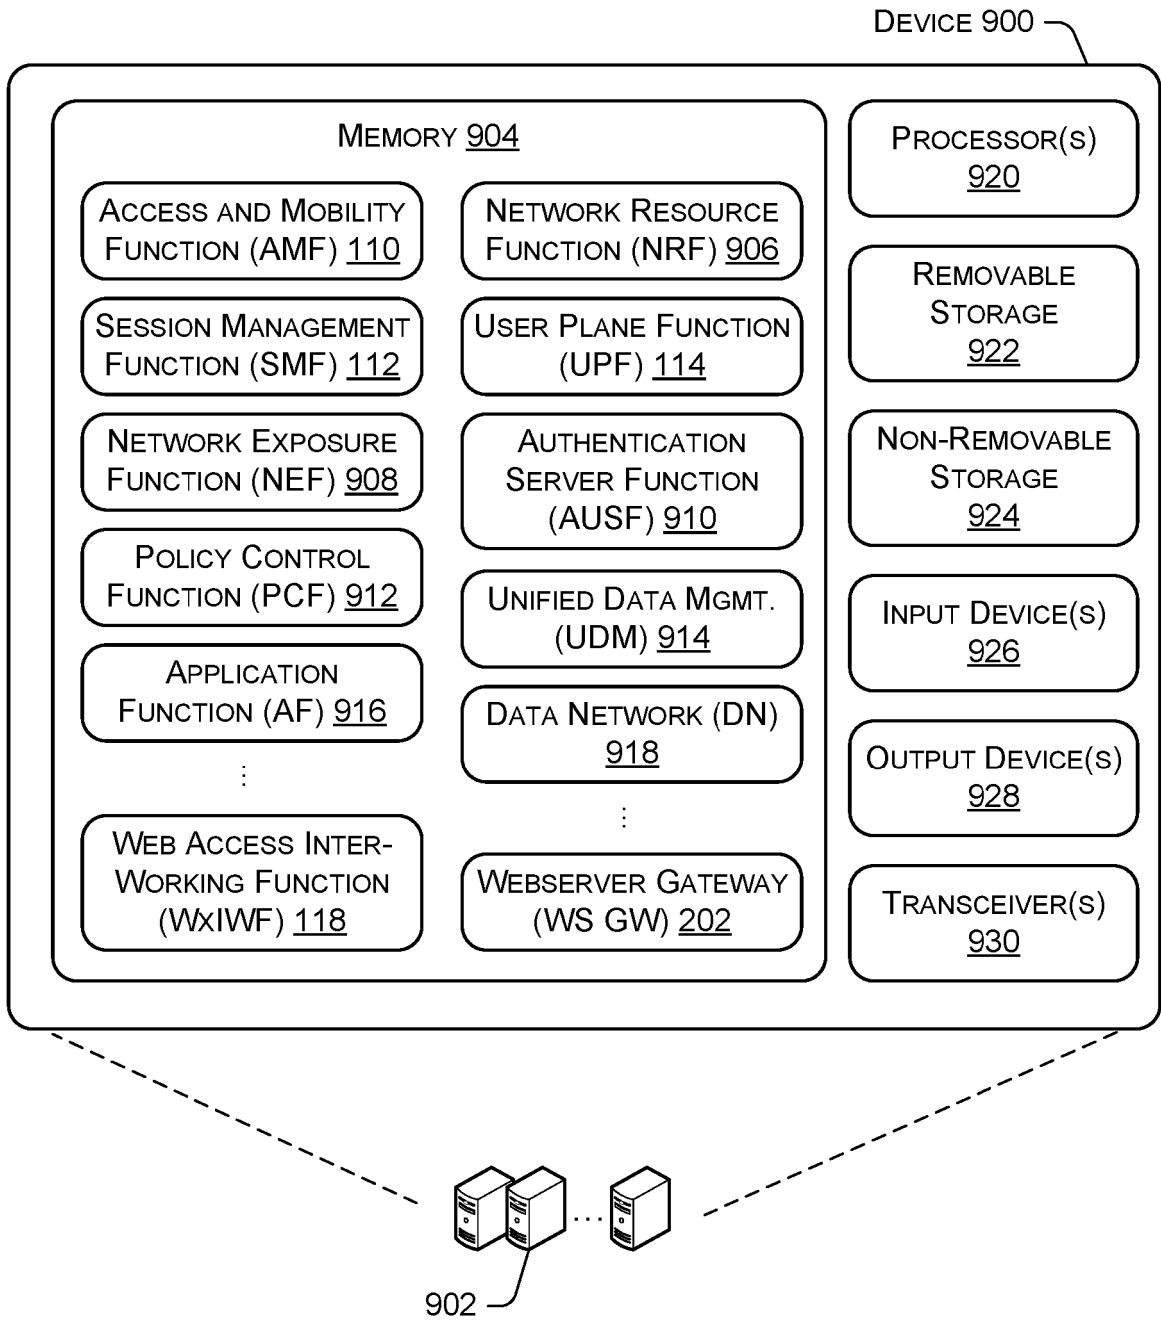 DEVICE 900
MEMORY 904
ACCESS AND MOBILITY
FUNCTION (AMF) 110
SESSION MANAGEMENT
FUNCTION (SMF) 112
NETWORK EXPOSURE
FUNCTION (NEF) 908
POLICY CONTROL
FUNCTION (PCF) 912
APPLICATION
FUNCTION (AF) 916
⋮
WEB ACCESS INTER-
WORKING FUNCTION
(WXIWF) 118
NETWORK RESOURCE
FUNCTION (NRF) 906
USER PLANE FUNCTION
(UPF) 114
AUTHENTICATION
SERVER FUNCTION
(AUSF) 910
UNIFIED DATA MGMT.
(UDM) 914
DATA NETWORK (DN)
918
⋮
WEBSERVER GATEWAY
(WS GW) 202
PROCESSOR(S)
920
REMOVABLE
STORAGE
922
NON-REMOVABLE
STORAGE
924
INPUT DEVICE(S)
926
OUTPUT DEVICE(S)
928
TRANSCEIVER(S)
930
...
902